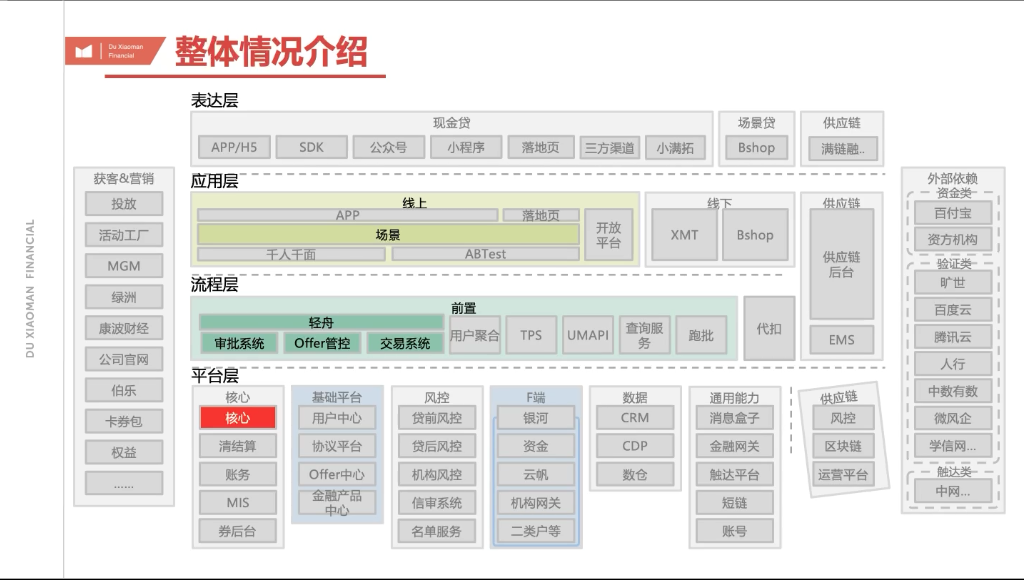 Du Xiaoman
Financial
整体情况介绍
DU XIAOMAN FINANCIAL
获客&营销
投放
活动工厂
MGM
绿洲
康波财经
公司官网
伯乐
卡券包
权益
......
表达层
现金贷
APP/H5
SDK
公众号
小程序
落地页
三方渠道
小满拓
场景贷
Bshop
供应链
满链融..
应用层
线上
APP
落地页
场景
千人千面
ABTest
开放
平台
线下
XMT
Bshop
供应链
供应链
后台
EMS
流程层
前置
轻舟
审批系统
Offer管控
交易系统
用户聚合
TPS
UMAPI
查询服
务
跑批
代扣
平台层
核心
核心
清结算
账务
MIS
券后台
基础平台
用户中心
协议平台
Offer中心
金融产品
中心
风控
贷前风控
贷后风控
机构风控
信审系统
名单服务
F端
银河
资金
云帆
机构网关
二类户等
数据
CRM
CDP
数仓
通用能力
消息盒子
金融网关
触达平台
短链
账号
供应链
风控
区块链
运营平台
外部依赖
资金类
百付宝
资方机构
验证类
旷世
百度云
腾讯云
人行
中数有数
微风企
学信网...
触达类
中网...